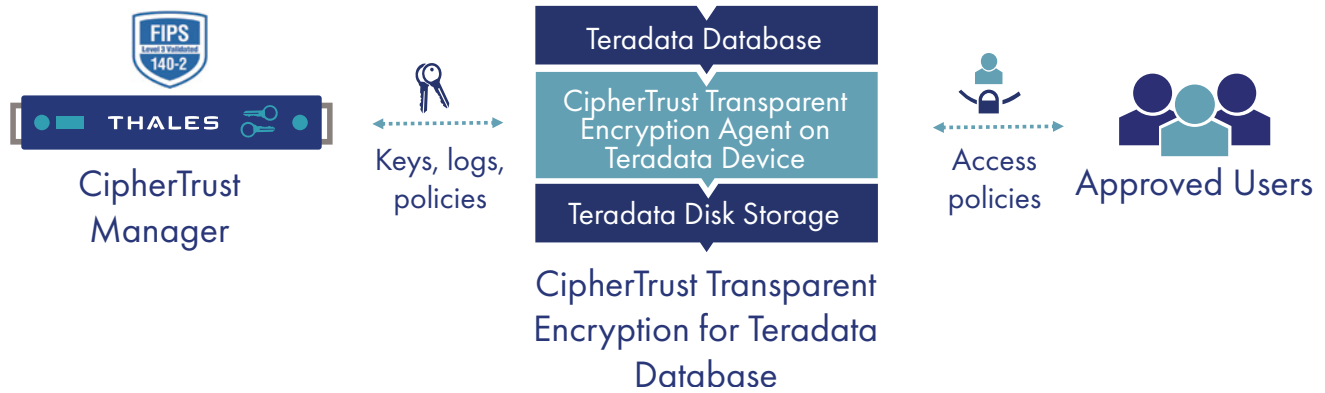 FIPS
Level 3 Validated
140-2
THALES
CipherTrust
Manager
Keys, logs,
policies
Teradata Database
CipherTrust Transparent
Encryption Agent on
Teradata Device
Teradata Disk Storage
CipherTrust Transparent
Encryption for Teradata
Database
Access
policies
Approved Users